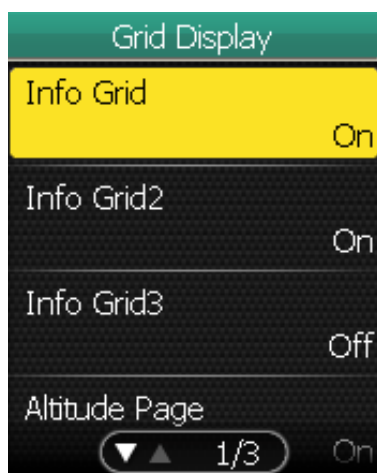 Grid Display
Info Grid
On
Info Grid2
On
Info Grid3
Off
Altitude Page
1/3 On